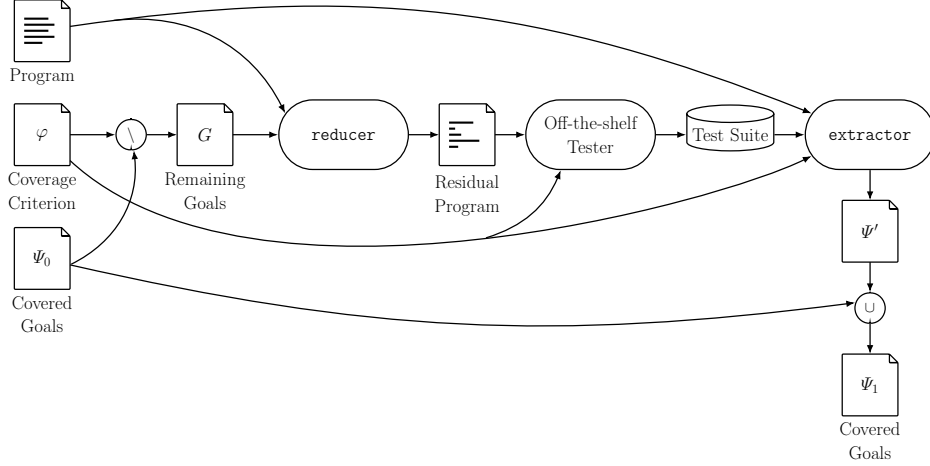 Program
φ
Coverage
Criterion
\
G
Remaining
Goals
reducer
Residual
Program
Off-the-shelf
Tester
Test Suite
extractor
Ψ₀
Covered
Goals
Ψ′
∪
Ψ₁
Covered
Goals